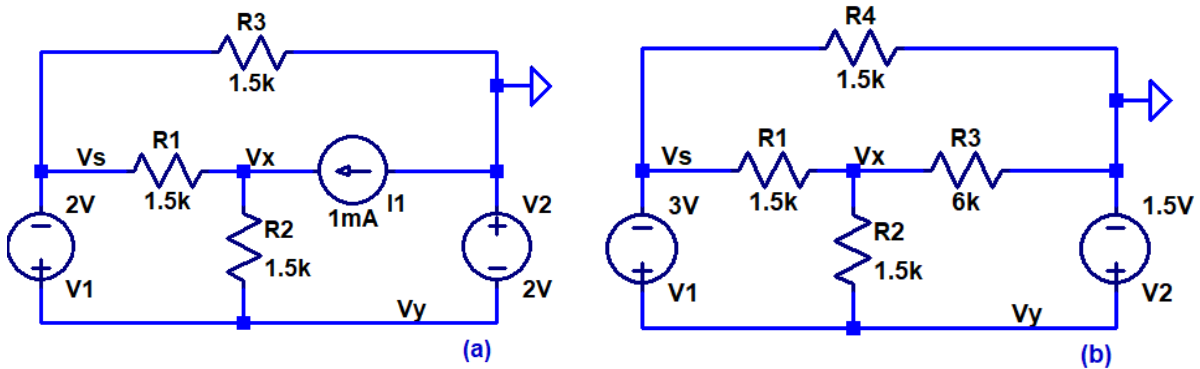 R3
1.5k
Vs
R1
1.5k
Vx
I1
1mA
2V
V1
R2
1.5k
V2
2V
Vy
(a)
R4
1.5k
Vs
R1
1.5k
Vx
R3
6k
3V
V1
R2
1.5k
1.5V
V2
Vy
(b)